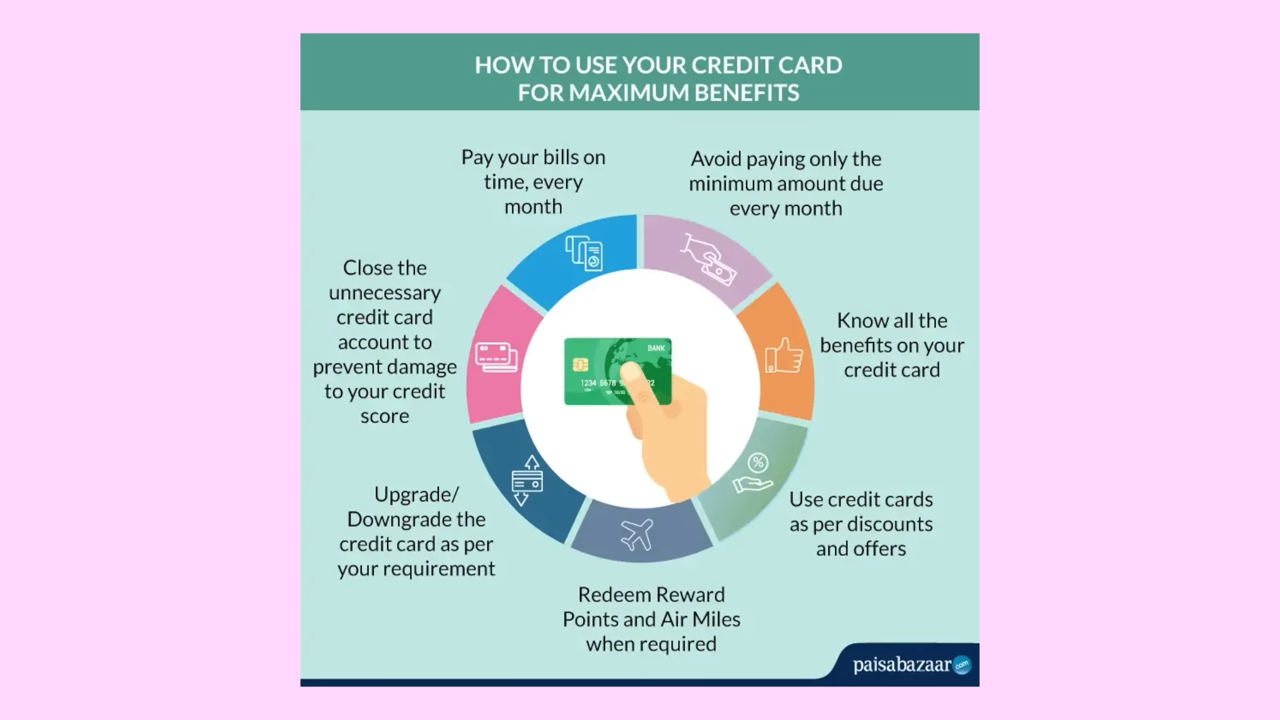 HOW TO USE YOUR CREDIT CARD
FOR MAXIMUM BENEFITS
Pay your bills on
time, every
month
Avoid paying only the
minimum amount due
every month
Close the
unnecessary
credit card
account to
prevent damage
to your credit
score
Know all the
benefits on your
credit card
BANK
1234 5678
Upgrade/
Downgrade the
credit card as per
your requirement
%
Use credit cards
as per discounts
and offers
Redeem Reward
Points and Air Miles
when required
paisabazaar.com